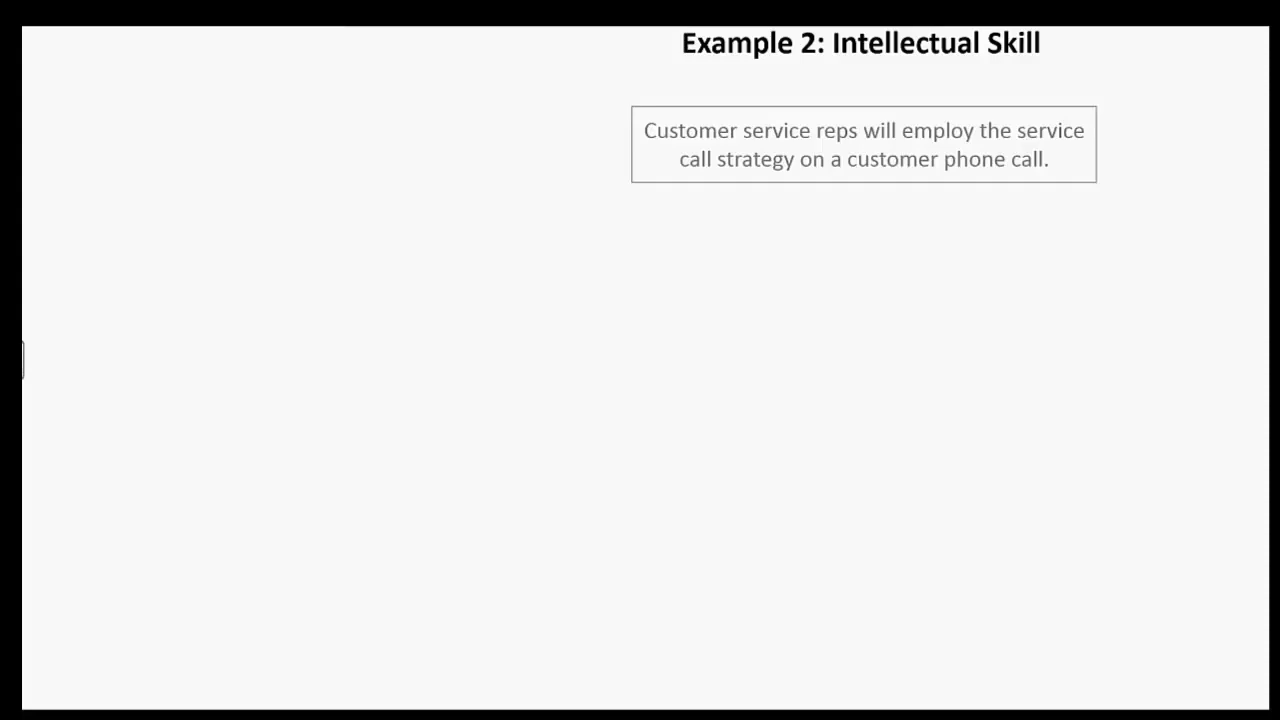 Example 2: Intellectual Skill
Customer service reps will employ the service
call strategy on a customer phone call.